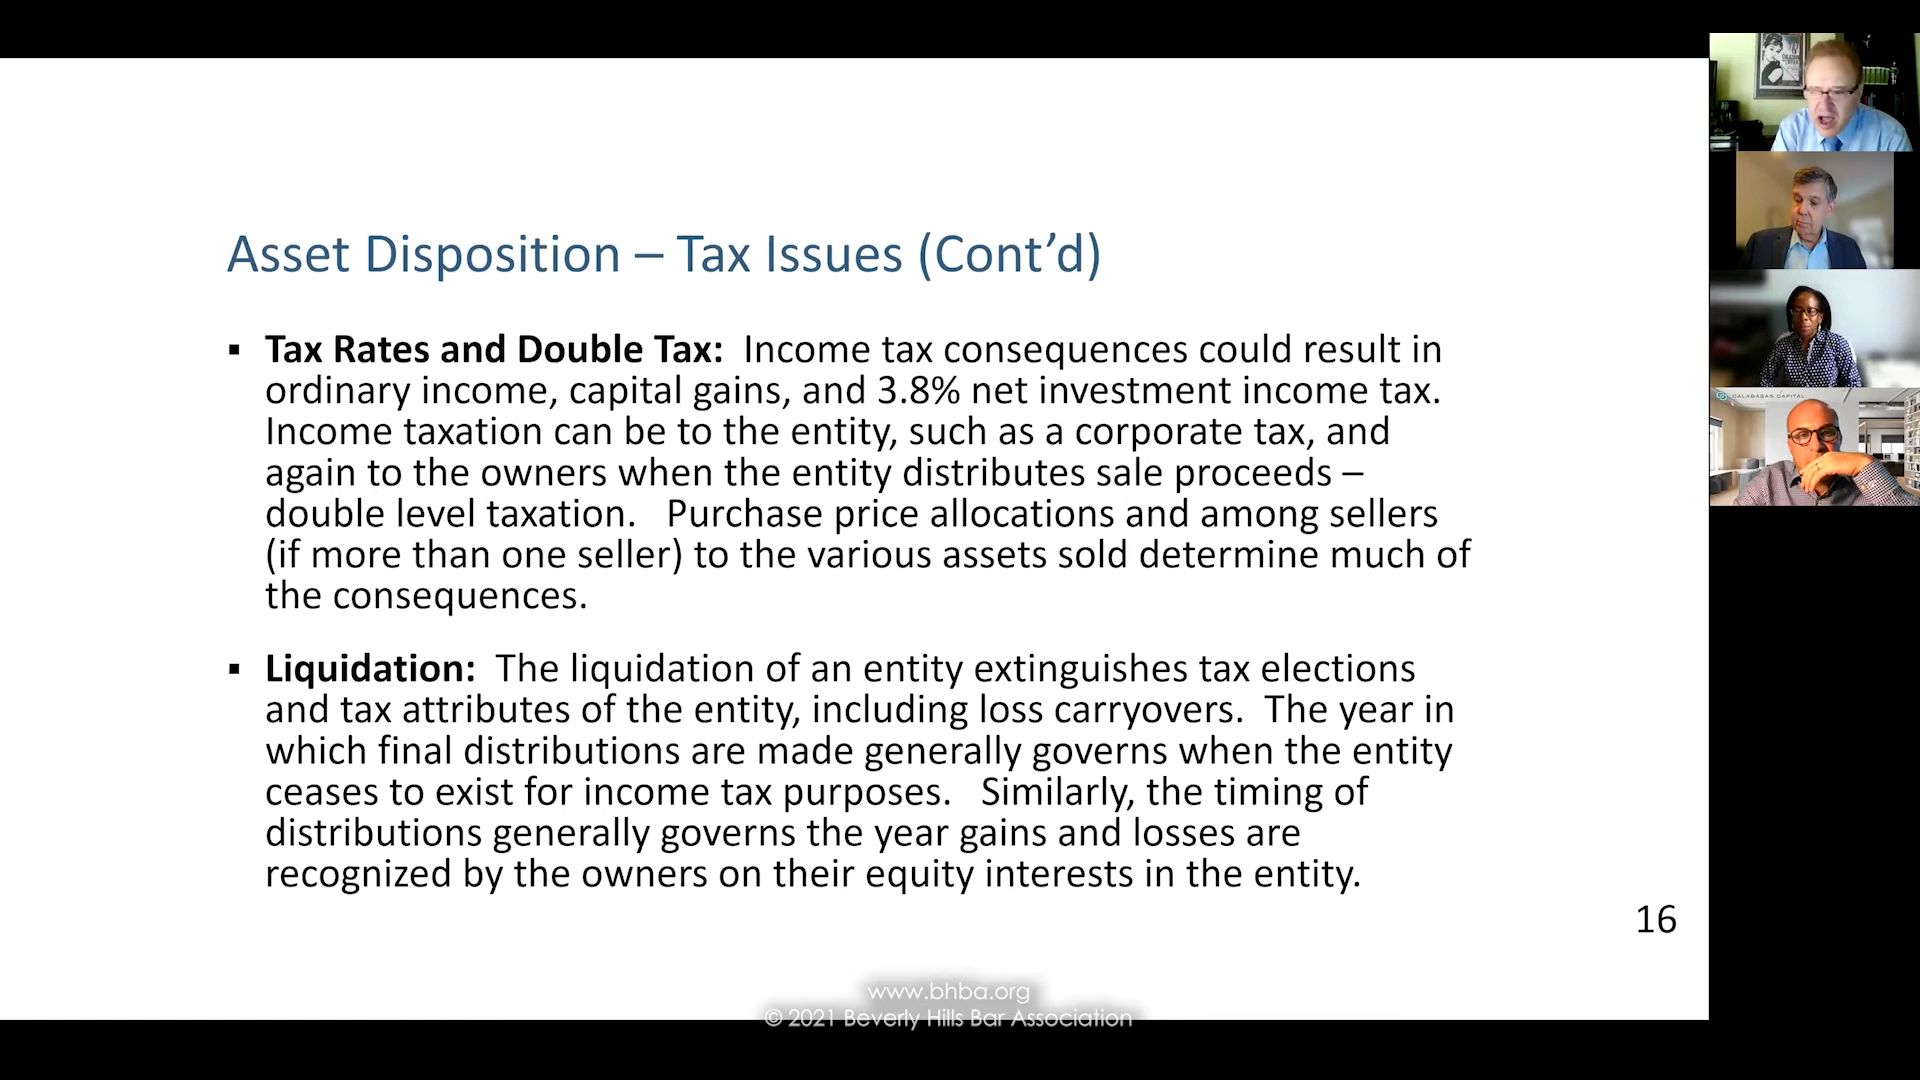 Asset Disposition – Tax Issues (Cont’d)
▪ Tax Rates and Double Tax: Income tax consequences could result in
ordinary income, capital gains, and 3.8% net investment income tax.
Income taxation can be to the entity, such as a corporate tax, and
again to the owners when the entity distributes sale proceeds –
double level taxation. Purchase price allocations and among sellers
(if more than one seller) to the various assets sold determine much of
the consequences.
▪ Liquidation: The liquidation of an entity extinguishes tax elections
and tax attributes of the entity, including loss carryovers. The year in
which final distributions are made generally governs when the entity
ceases to exist for income tax purposes. Similarly, the timing of
distributions generally governs the year gains and losses are
recognized by the owners on their equity interests in the entity.
16
www.bhba.org
© 2021 Beverly Hills Bar Association
CALABASAS CAPITAL